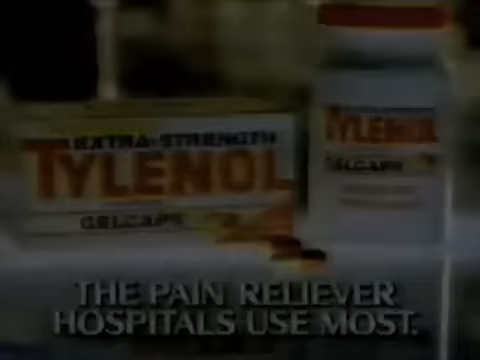 EXTRA-STRENGTH
TYLENOL
GELCAPS
TYLENOL
GELCAPS
THE PAIN RELIEVER
HOSPITALS USE MOST.